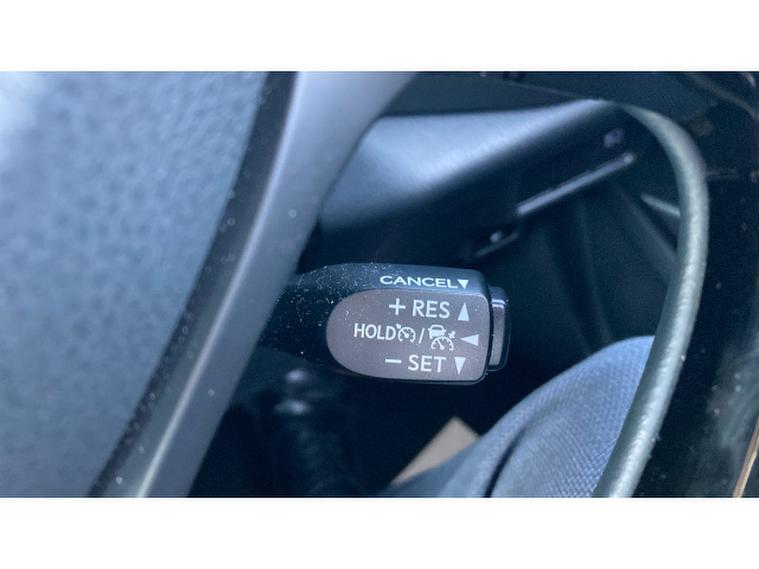 CANCEL▼
+ RES ▲
HOLD / ◀
− SET ▼